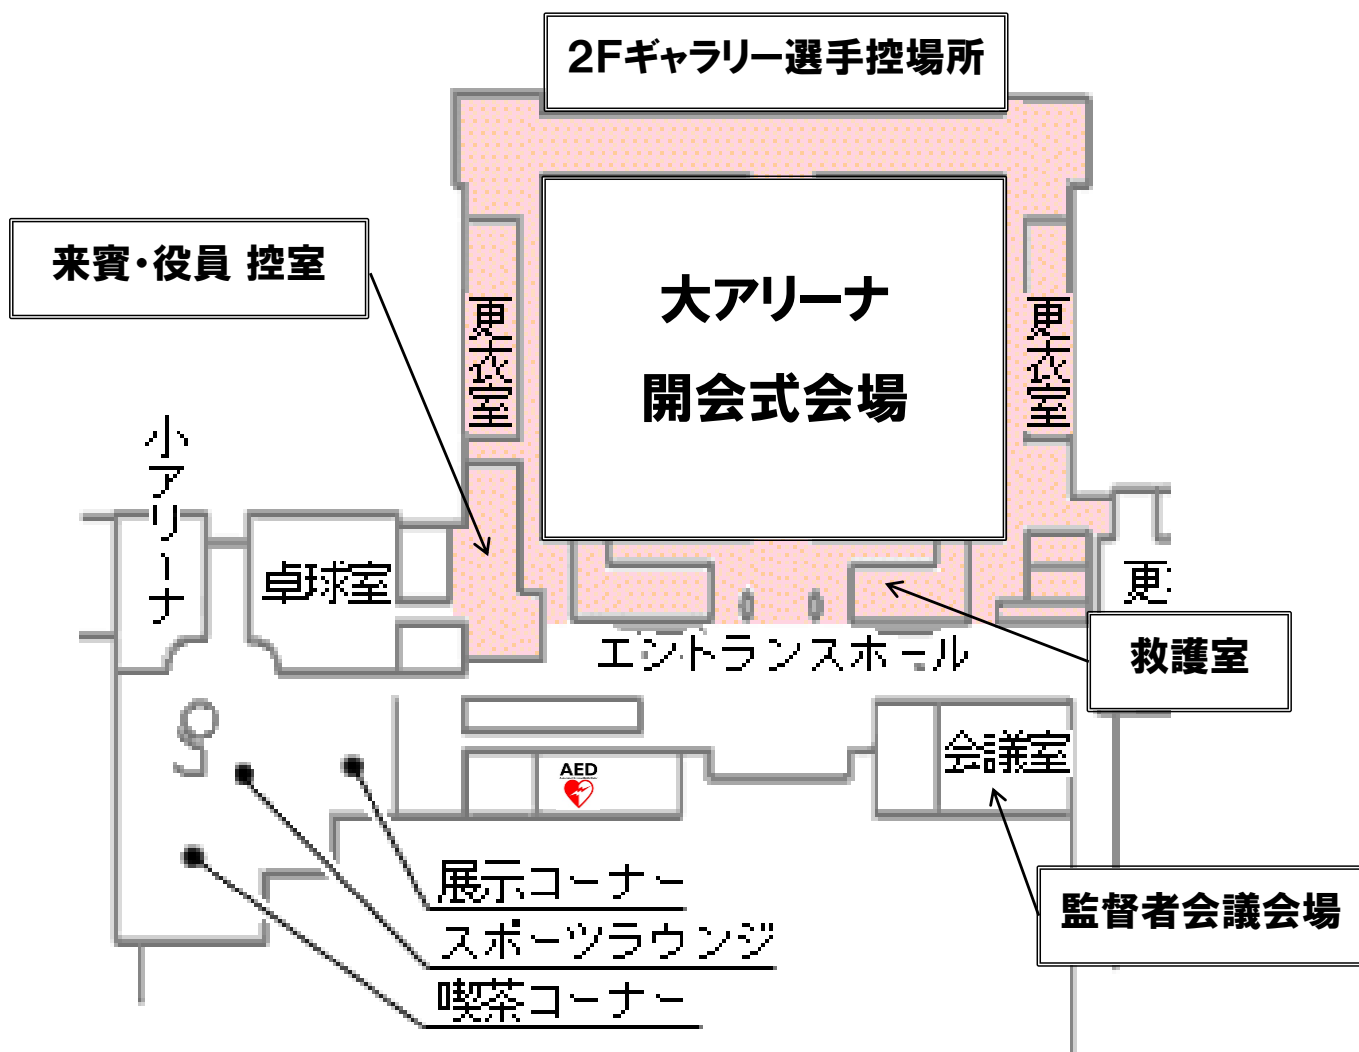 2Fギャラリー選手控場所
来賓・役員 控室
大アリーナ
開会式会場
更衣室
更衣室
小アリーナ
卓球室
更
エントランスホール
救護室
会議室
AED
監督者会議会場
展示コーナー
スポーツラウンジ
喫茶コーナー